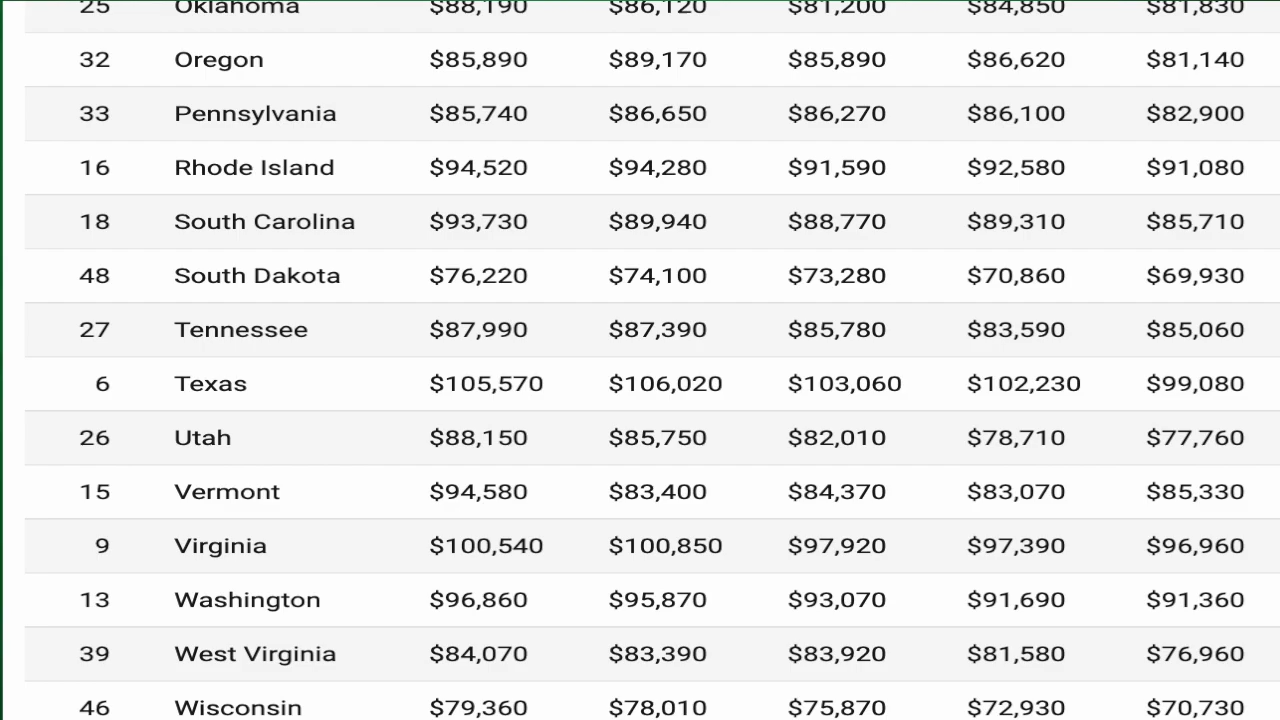 25 Oklahoma $88,190 $86,120 $81,200 $84,850 $81,830
32 Oregon $85,890 $89,170 $85,890 $86,620 $81,140
33 Pennsylvania $85,740 $86,650 $86,270 $86,100 $82,900
16 Rhode Island $94,520 $94,280 $91,590 $92,580 $91,080
18 South Carolina $93,730 $89,940 $88,770 $89,310 $85,710
48 South Dakota $76,220 $74,100 $73,280 $70,860 $69,930
27 Tennessee $87,990 $87,390 $85,780 $83,590 $85,060
6 Texas $105,570 $106,020 $103,060 $102,230 $99,080
26 Utah $88,150 $85,750 $82,010 $78,710 $77,760
15 Vermont $94,580 $83,400 $84,370 $83,070 $85,330
9 Virginia $100,540 $100,850 $97,920 $97,390 $96,960
13 Washington $96,860 $95,870 $93,070 $91,690 $91,360
39 West Virginia $84,070 $83,390 $83,920 $81,580 $76,960
46 Wisconsin $79,360 $78,010 $75,870 $72,930 $70,730